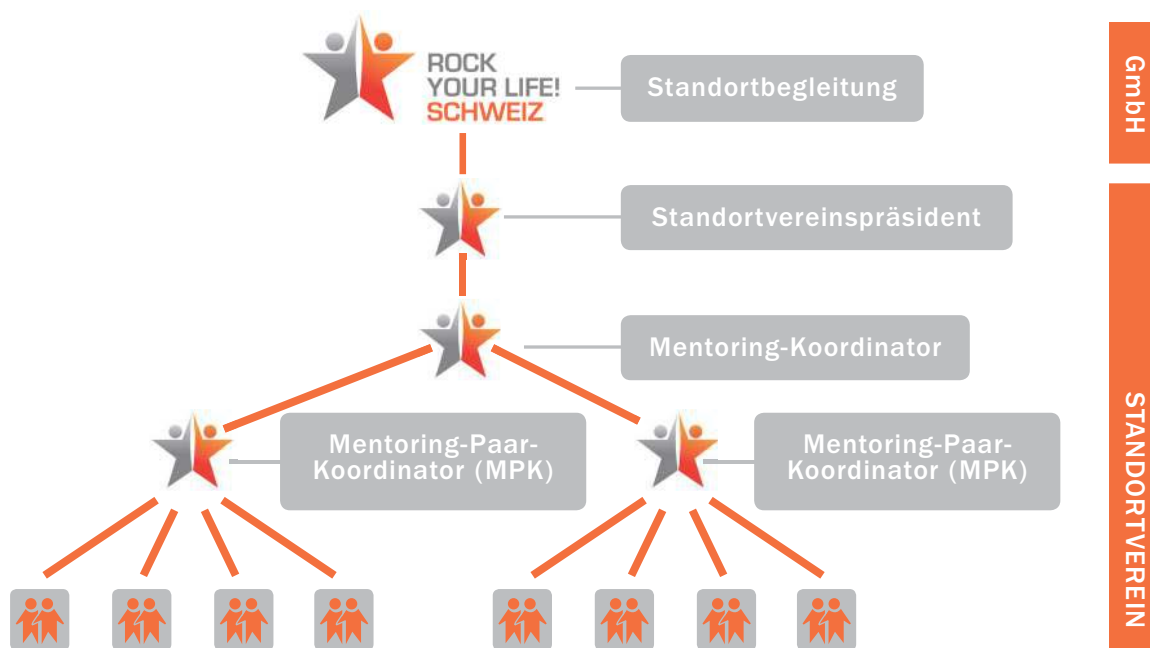 ROCK
YOUR LIFE!
SCHWEIZ
Standortbegleitung
GmbH
Standortvereinspräsident
Mentoring-Koordinator
Mentoring-Paar-
Koordinator (MPK)
Mentoring-Paar-
Koordinator (MPK)
STANDORTVEREIN